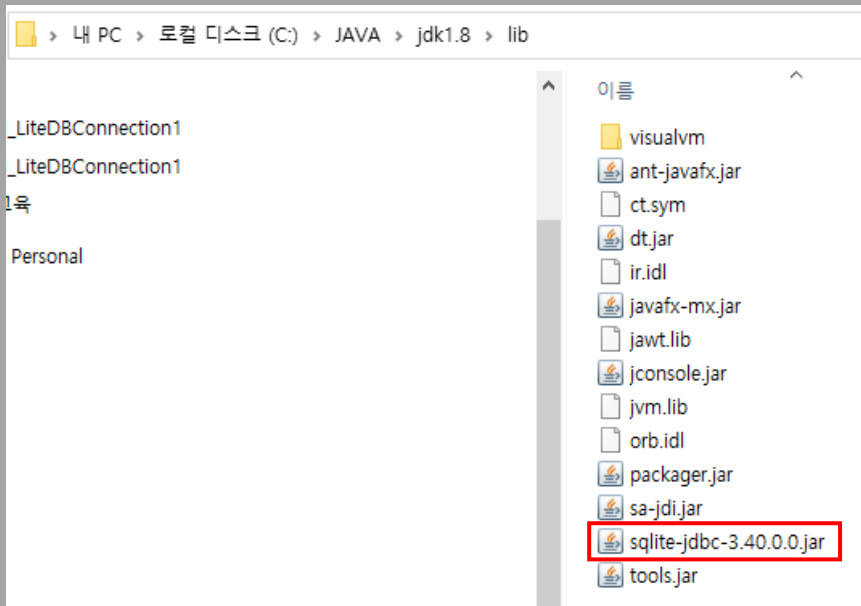 내 PC > 로컬 디스크 (C:) > JAVA > jdk1.8 > lib
_LiteDBConnection1
_LiteDBConnection1
육
Personal
이름
visualvm
ant-javafx.jar
ct.sym
dt.jar
ir.idl
javafx-mx.jar
jawt.lib
jconsole.jar
jvm.lib
orb.idl
packager.jar
sa-jdi.jar
sqlite-jdbc-3.40.0.0.jar
tools.jar